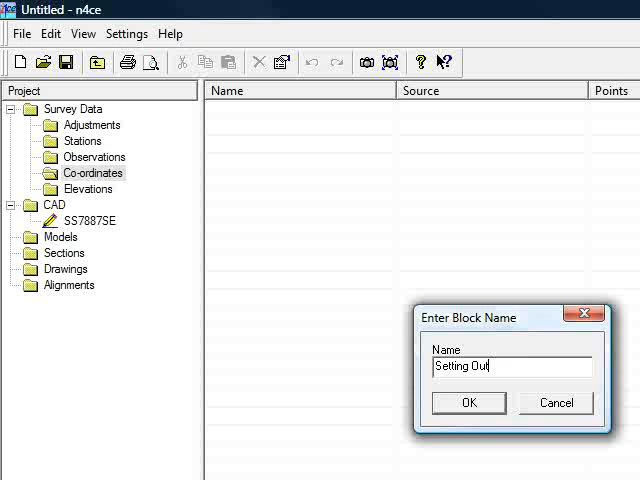 Untitled - n4ce
File Edit View Settings Help
Project
Name Source Points
Survey Data
Adjustments
Stations
Observations
Co-ordinates
Elevations
CAD
SS7887SE
Models
Sections
Drawings
Alignments
Enter Block Name
Name
Setting Out
OK Cancel